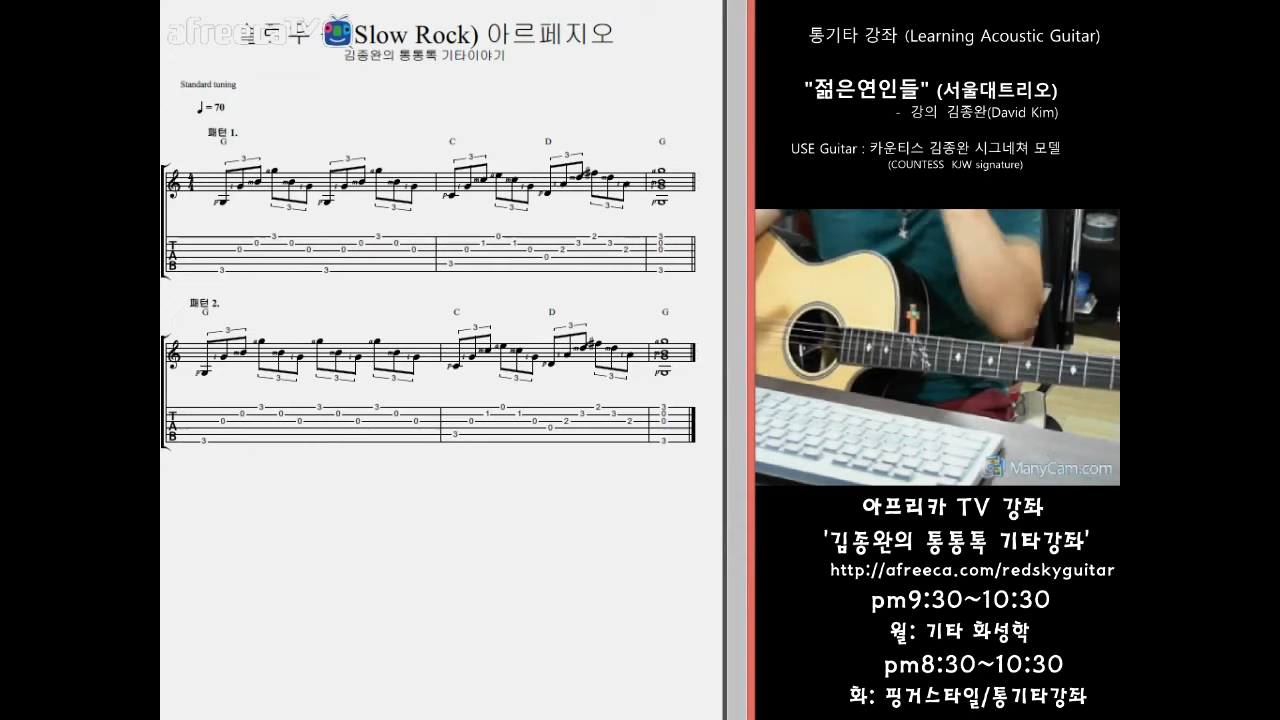 afreecaTV
(Slow Rock) 아르페지오
김종완의 통통톡 기타이야기
Standard tuning
♩ = 70
패턴 1.
G C D G
패턴 2.
G C D G
통기타 강좌 (Learning Acoustic Guitar)
"젊은연인들" (서울대트리오)
- 강의 김종완(David Kim)
USE Guitar : 카운티스 김종완 시그네쳐 모델
(COUNTESS KJW signature)
ManyCam.com
아프리카 TV 강좌
'김종완의 통통톡 기타강좌'
http://afreeca.com/redskyguitar
pm9:30~10:30
월: 기타 화성학
pm8:30~10:30
화: 핑거스타일/통기타강좌